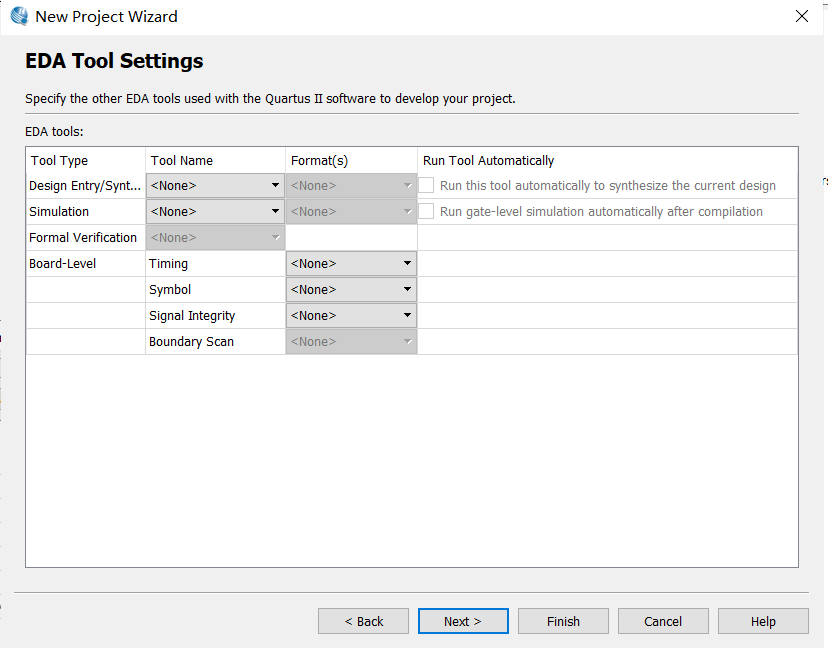 New Project Wizard
EDA Tool Settings
Specify the other EDA tools used with the Quartus II software to develop your project.
EDA tools:
Tool Type Tool Name Format(s) Run Tool Automatically
Design Entry/Synt... <None> <None> Run this tool automatically to synthesize the current design
Simulation <None> <None> Run gate-level simulation automatically after compilation
Formal Verification <None>
Board-Level Timing <None>
Symbol <None>
Signal Integrity <None>
Boundary Scan <None>
< Back Next > Finish Cancel Help